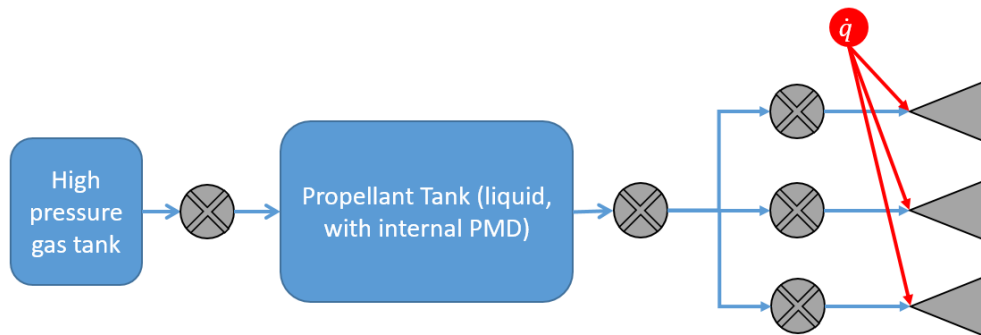 q̇
High
pressure
gas tank
Propellant Tank (liquid,
with internal PMD)